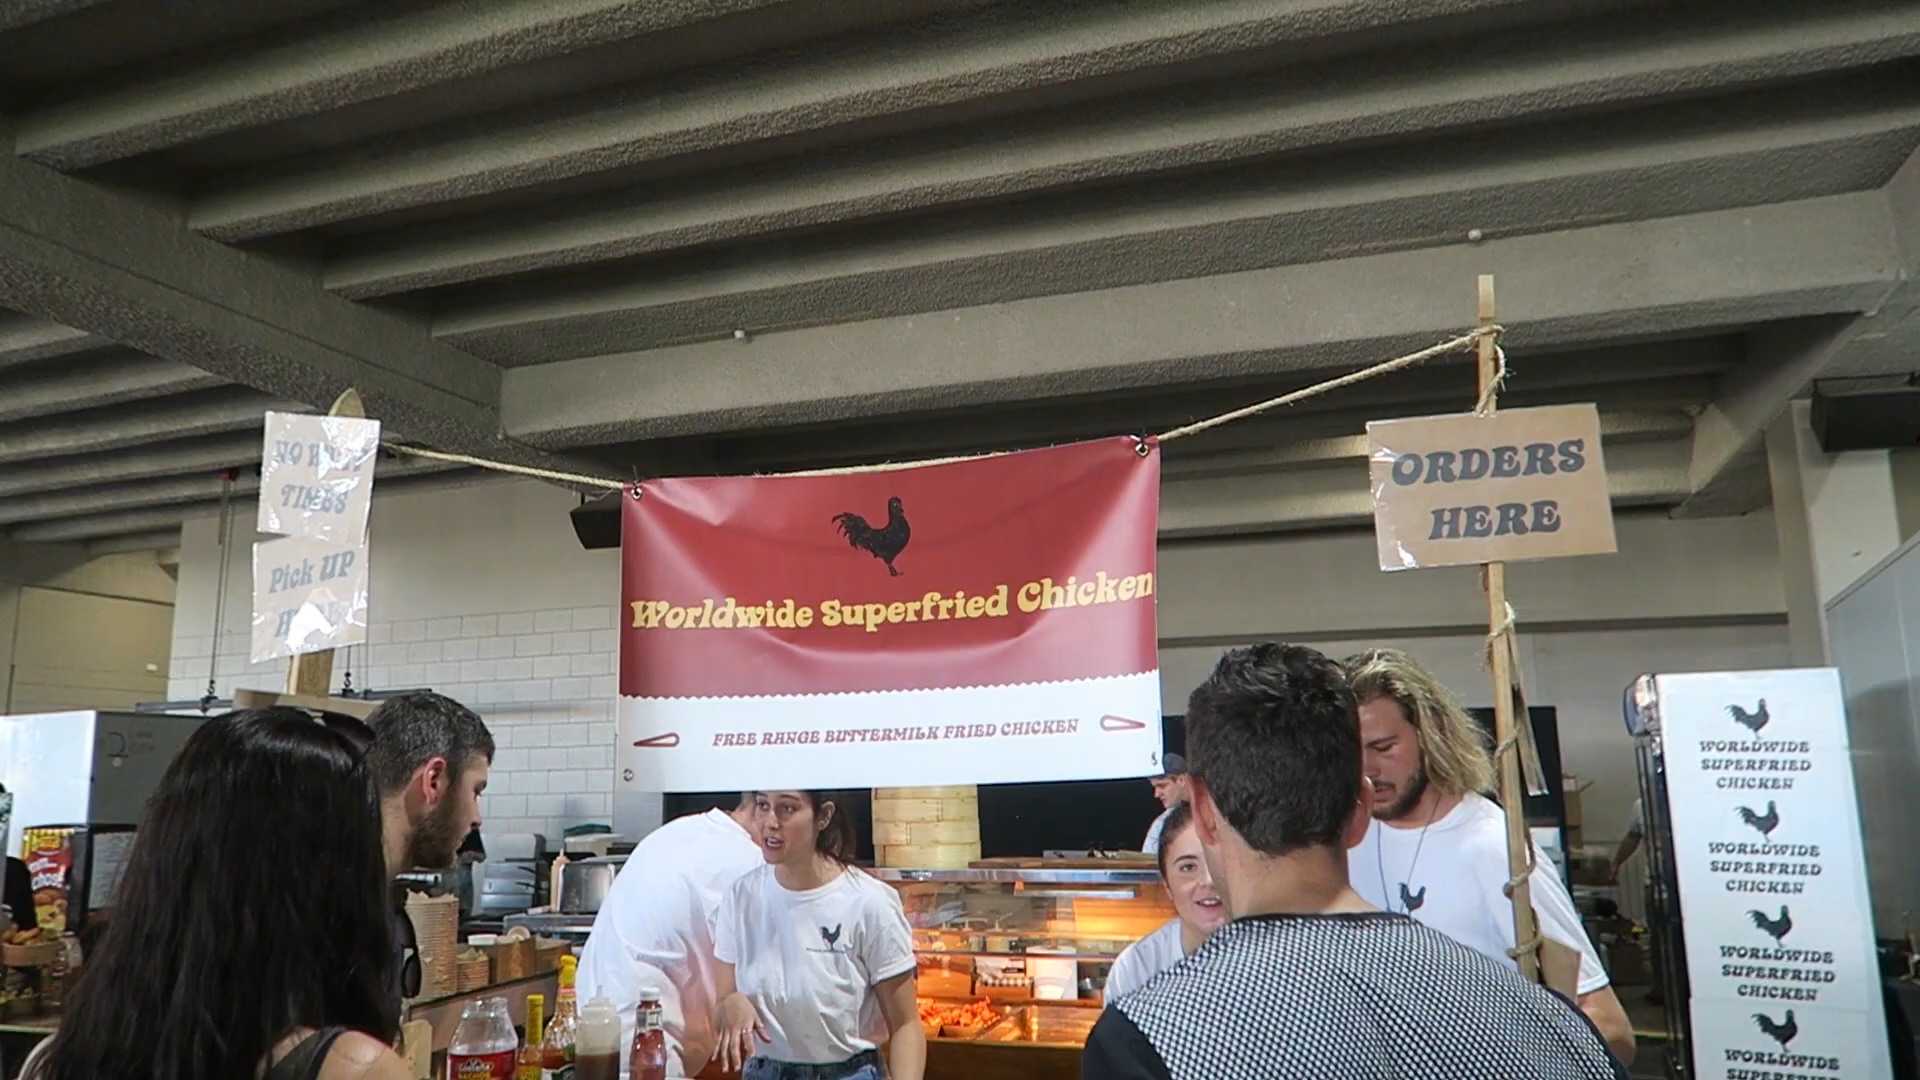 TIMES
Pick UP
Worldwide Superfried Chicken
FREE RANGE BUTTERMILK FRIED CHICKEN
ORDERS
HERE
WORLDWIDE
SUPERFRIED
CHICKEN
WORLDWIDE
SUPERFRIED
CHICKEN
WORLDWIDE
SUPERFRIED
CHICKEN
WORLDWIDE
SUPERFRIED